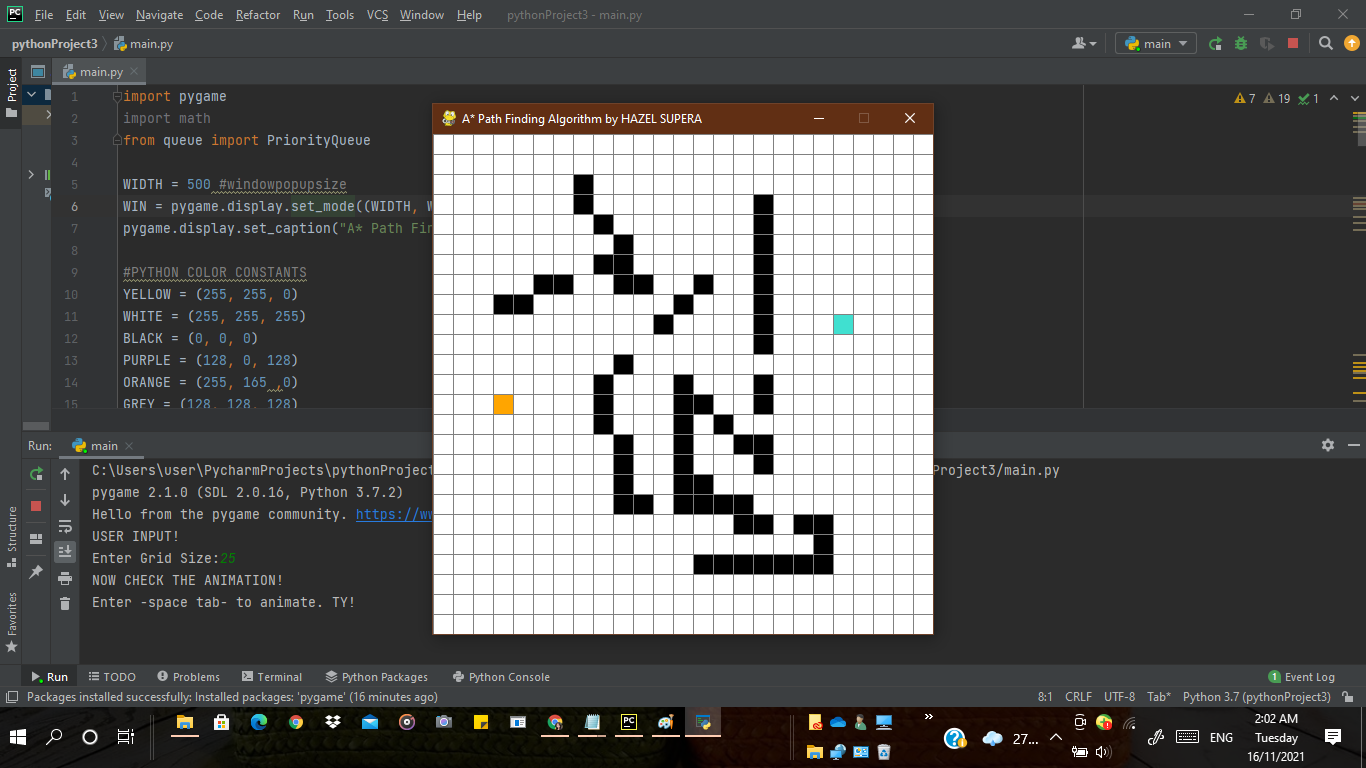 PC File Edit View Navigate Code Refactor Run Tools VCS Window Help pythonProject3 - main.py
pythonProject3 main.py main
Project
main.py
1 import pygame
2 import math
3 from queue import PriorityQueue
4
5 WIDTH = 500 #windowpopupsize
6 WIN = pygame.display.set_mode((WIDTH, W
7 pygame.display.set_caption("A* Path Fin
8
9 #PYTHON COLOR CONSTANTS
10 YELLOW = (255, 255, 0)
11 WHITE = (255, 255, 255)
12 BLACK = (0, 0, 0)
13 PURPLE = (128, 0, 128)
14 ORANGE = (255, 165 ,0)
15 GREY = (128, 128, 128)
7 19 1
A* Path Finding Algorithm by HAZEL SUPERA
Run: main
C:\Users\user\PycharmProjects\pythonProject
Project3/main.py
pygame 2.1.0 (SDL 2.0.16, Python 3.7.2)
Hello from the pygame community. https://ww
USER INPUT!
Enter Grid Size:25
NOW CHECK THE ANIMATION!
Enter -space tab- to animate. TY!
Structure
Favorites
Run TODO Problems Terminal Python Packages Python Console 1 Event Log
Packages installed successfully: Installed packages: 'pygame' (16 minutes ago) 8:1 CRLF UTF-8 Tab* Python 3.7 (pythonProject3)
PC
27...
ENG
2:02 AM
Tuesday
16/11/2021